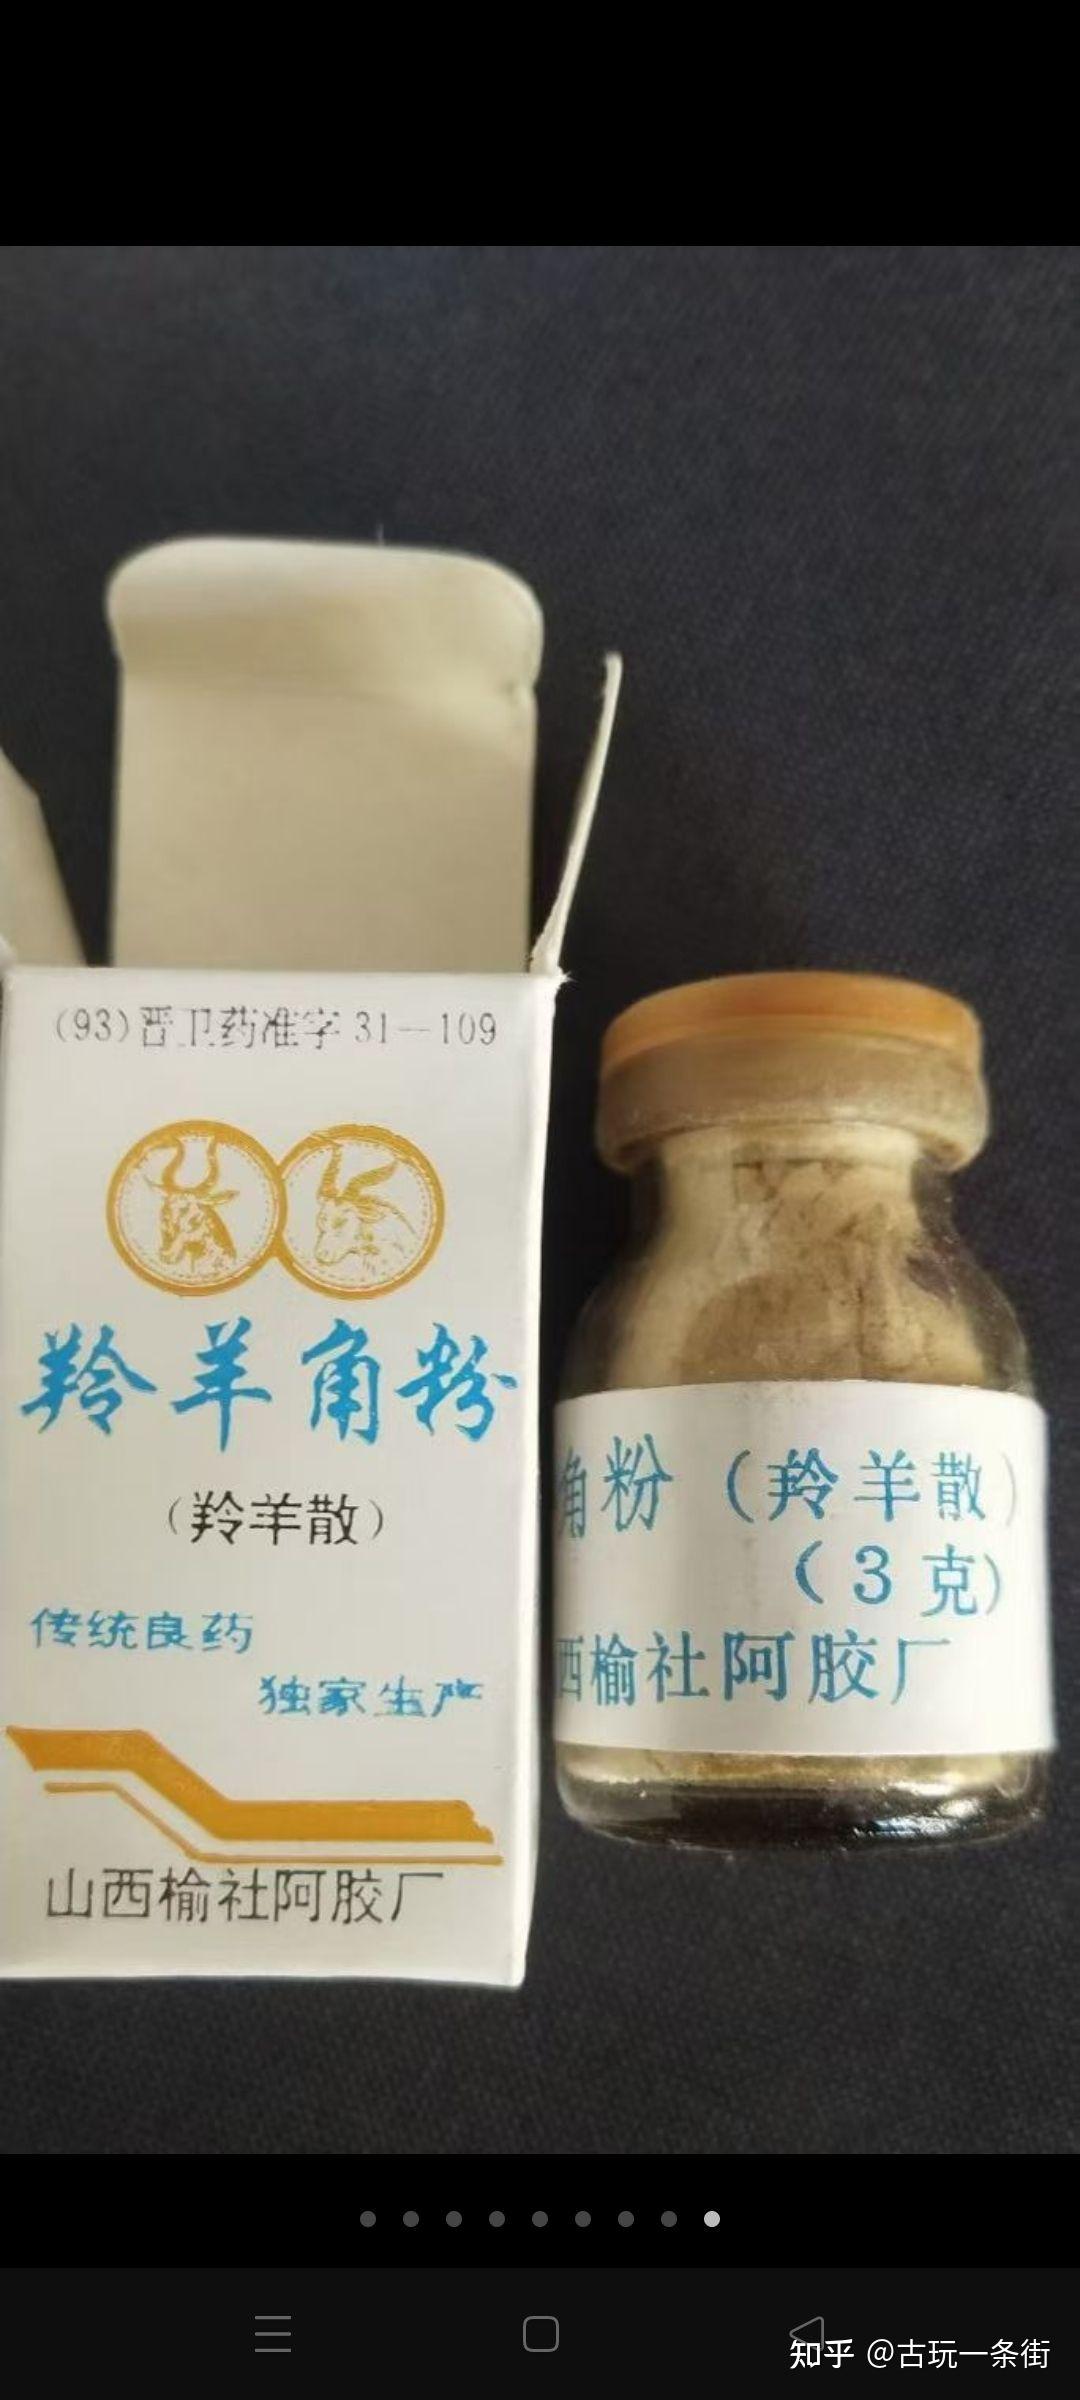 (93)晋卫药准字31—109
羚羊角粉
(羚羊散)
传统良药
独家生产
山西榆社阿胶厂
角粉(羚羊散)
(3克)
西榆社阿胶厂
知乎 @古玩一条街